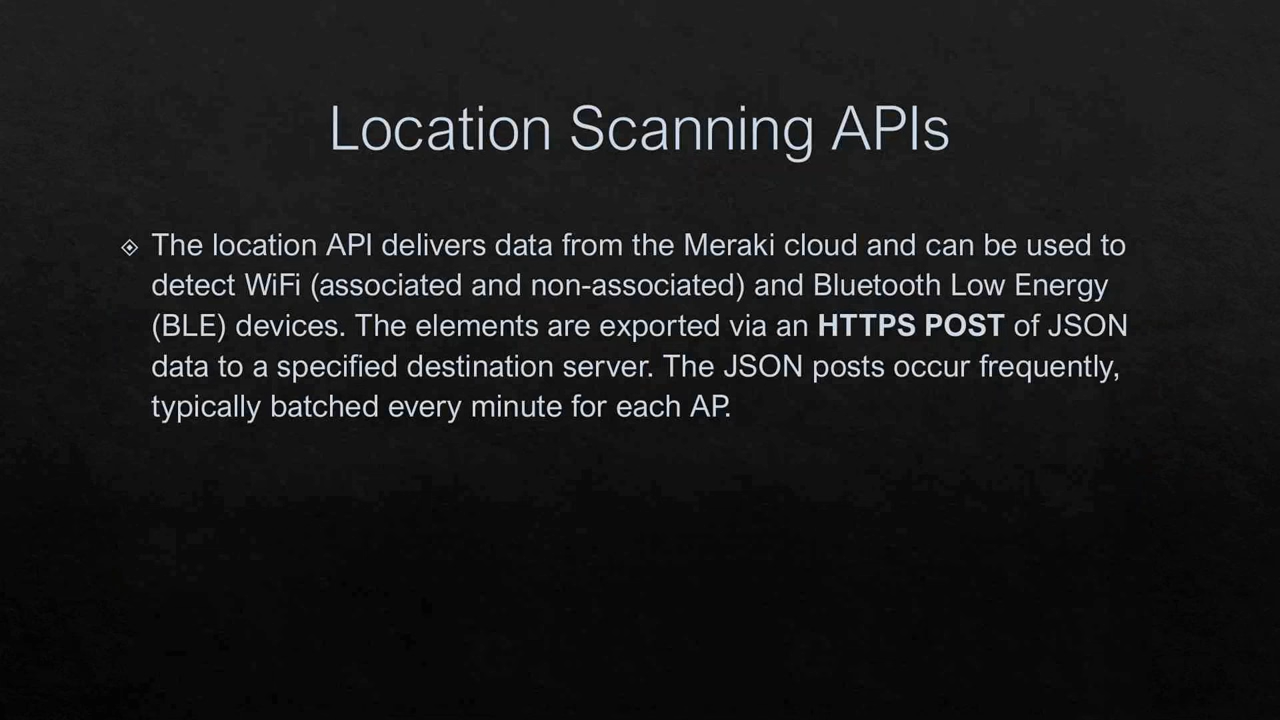 Location Scanning APIs
The location API delivers data from the Meraki cloud and can be used to
detect WiFi (associated and non-associated) and Bluetooth Low Energy
(BLE) devices. The elements are exported via an HTTPS POST of JSON
data to a specified destination server. The JSON posts occur frequently,
typically batched every minute for each AP.